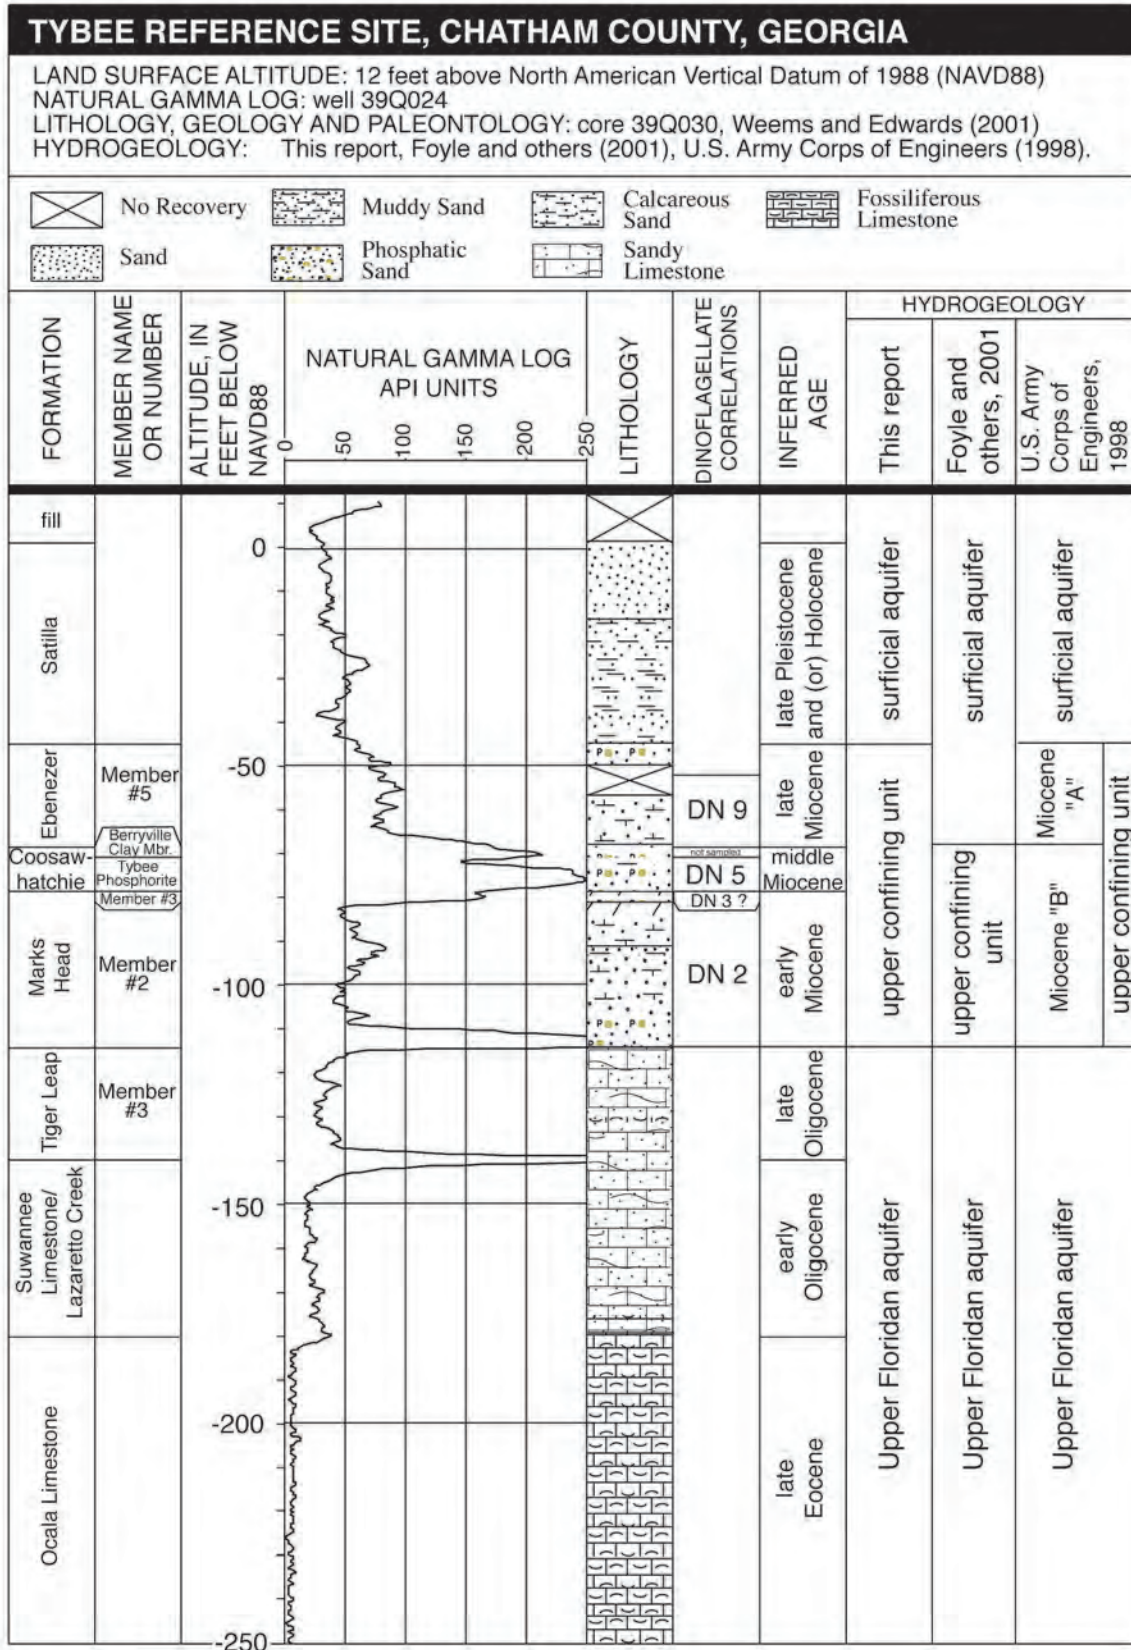 TYBEE REFERENCE SITE, CHATHAM COUNTY, GEORGIA
LAND SURFACE ALTITUDE: 12 feet above North American Vertical Datum of 1988 (NAVD88)
NATURAL GAMMA LOG: well 39Q024
LITHOLOGY, GEOLOGY AND PALEONTOLOGY: core 39Q030, Weems and Edwards (2001)
HYDROGEOLOGY: This report, Foyle and others (2001), U.S. Army Corps of Engineers (1998).
No Recovery
Muddy Sand
Calcareous
Sand
Fossiliferous
Limestone
Sand
Phosphatic
Sand
Sandy
Limestone
FORMATION
MEMBER NAME
OR NUMBER
ALTITUDE, IN
FEET BELOW
NAVD88
NATURAL GAMMA LOG
API UNITS
0
50
100
150
200
250
LITHOLOGY
DINOFLAGELLATE
CORRELATIONS
INFERRED
AGE
HYDROGEOLOGY
This report
Foyle and
others, 2001
U.S. Army
Corps of
Engineers,
1998
fill
Satilla
Ebenezer
Coosaw-
hatchie
Marks
Head
Tiger Leap
Suwannee
Limestone/
Lazaretto Creek
Ocala Limestone
Member
#5
Berryville
Clay Mbr.
Tybee
Phosphorite
Member #3
Member
#2
Member
#3
0
-50
-100
-150
-200
-250
P P
P P
P P
P P
P
DN 9
not sampled
DN 5
DN 3 ?
DN 2
late Pleistocene
and (or) Holocene
late
Miocene
middle
Miocene
early
Miocene
late
Oligocene
early
Oligocene
late
Eocene
surficial aquifer
upper confining unit
Upper Floridan aquifer
surficial aquifer
upper confining
unit
Upper Floridan aquifer
surficial aquifer
Miocene
"A"
Miocene "B"
upper confining unit
Upper Floridan aquifer